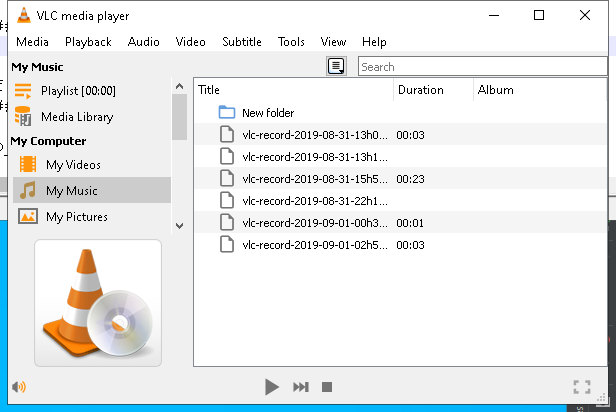 VLC media player
Media Playback Audio Video Subtitle Tools View Help
My Music
Search
Playlist [00:00]
Media Library
My Computer
My Videos
My Music
My Pictures
Title Duration Album
New folder
vlc-record-2019-08-31-13h0... 00:03
vlc-record-2019-08-31-13h1...
vlc-record-2019-08-31-15h5... 00:23
vlc-record-2019-08-31-22h1...
vlc-record-2019-09-01-00h3... 00:01
vlc-record-2019-09-01-02h5... 00:03